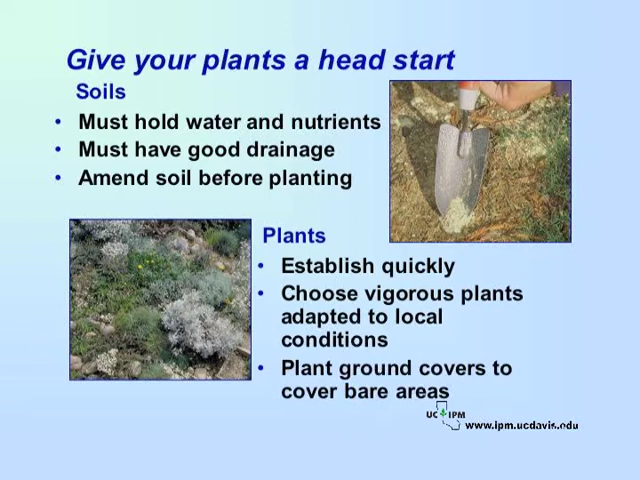 Give your plants a head start
Soils
• Must hold water and nutrients
• Must have good drainage
• Amend soil before planting
Plants
• Establish quickly
• Choose vigorous plants
adapted to local
conditions
• Plant ground covers to
cover bare areas
UC IPM
www.ipm.ucdavis.edu